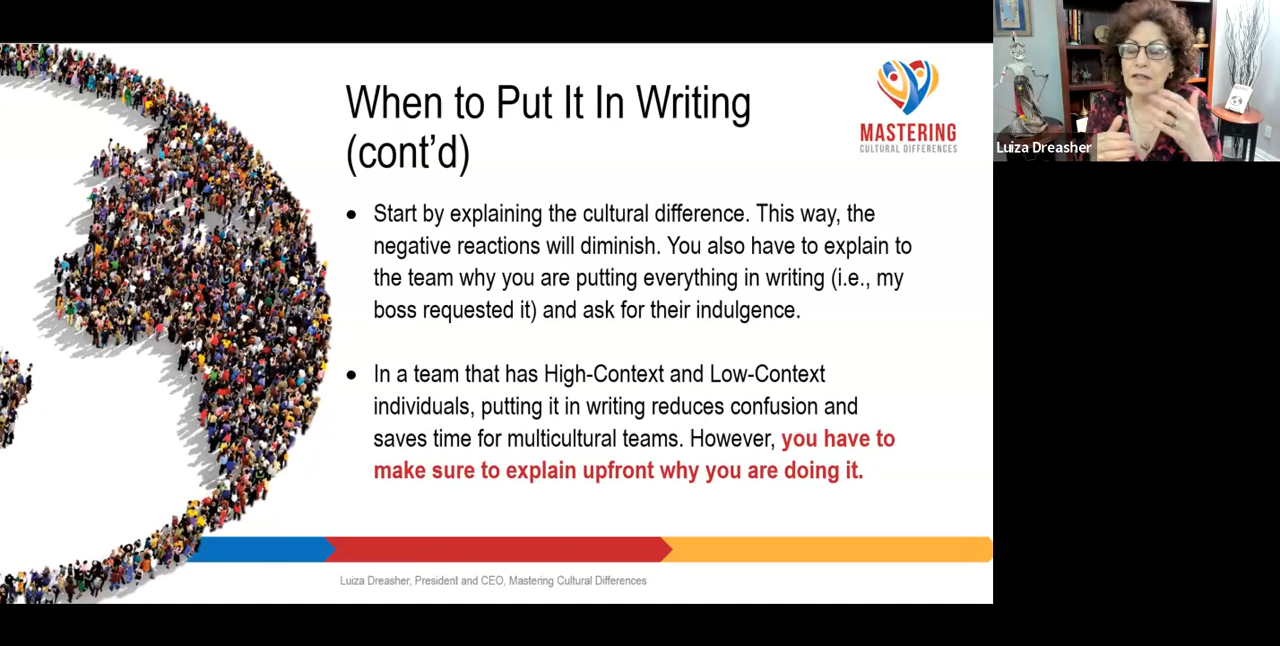 When to Put It In Writing
(cont’d)
MASTERING
CULTURAL DIFFERENCES
Luiza Dreasher
● Start by explaining the cultural difference. This way, the
negative reactions will diminish. You also have to explain to
the team why you are putting everything in writing (i.e., my
boss requested it) and ask for their indulgence.
● In a team that has High-Context and Low-Context
individuals, putting it in writing reduces confusion and
saves time for multicultural teams. However, you have to
make sure to explain upfront why you are doing it.
Luiza Dreasher, President and CEO, Mastering Cultural Differences